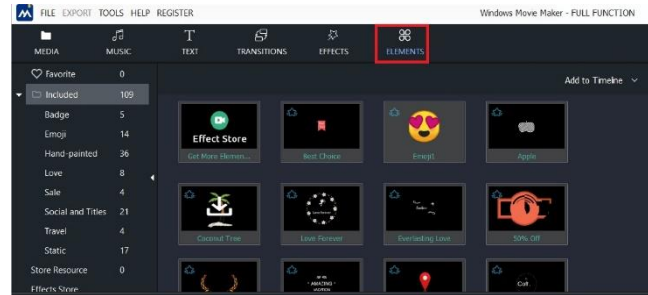 FILE EXPORT TOOLS HELP REGISTER
Windows Movie Maker - FULL FUNCTION
MEDIA MUSIC TEXT TRANSITIONS EFFECTS ELEMENTS
Favorite 0
Add to Timeline
Included 109
Badge 5
Emoji 14
Effect Store
Hand-painted 36
Get More Elemen... Best Choice Emoji1 Apple
Love 8
Sale 4
Social and Titles 21
Travel 4
Coconut Tree Love Forever Everlasting Love 50% Off
Static 17
Store Resource 0
AMAZING
Effects Store